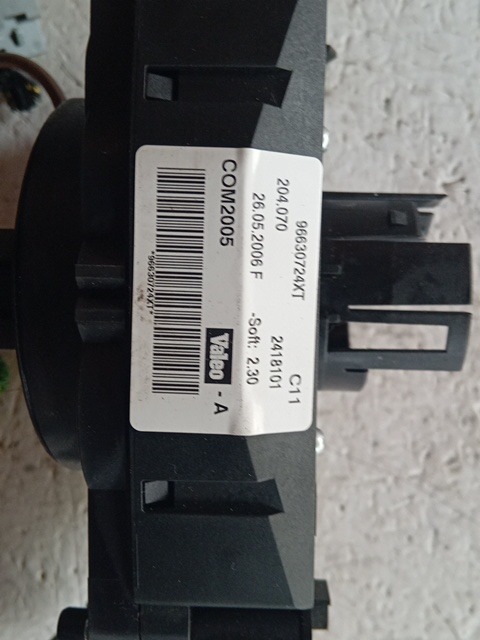 96630724XT C11
204.070 2418101
26.05.2006 F -Soft: 2.30
COM2005 Valeo - A
*96630724XT*